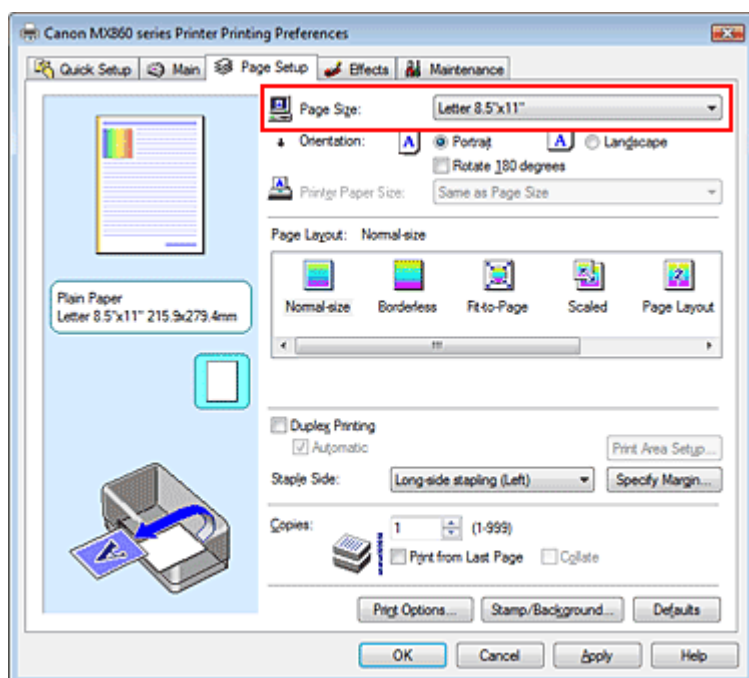 Canon MX860 series Printer Printing Preferences
Quick Setup Main Page Setup Effects Maintenance
Page Size: Letter 8.5"x11"
Orientation: A Portrait A Landscape
Rotate 180 degrees
Printer Paper Size: Same as Page Size
Page Layout: Normal-size
Normal-size Borderless Fit-to-Page Scaled Page Layout
Plain Paper
Letter 8.5"x11" 215.9x279.4mm
Duplex Printing
Automatic
Print Area Setup...
Staple Side: Long-side stapling (Left) Specify Margin...
Copies: 1 (1-999)
Print from Last Page Collate
Print Options... Stamp/Background... Defaults
OK Cancel Apply Help